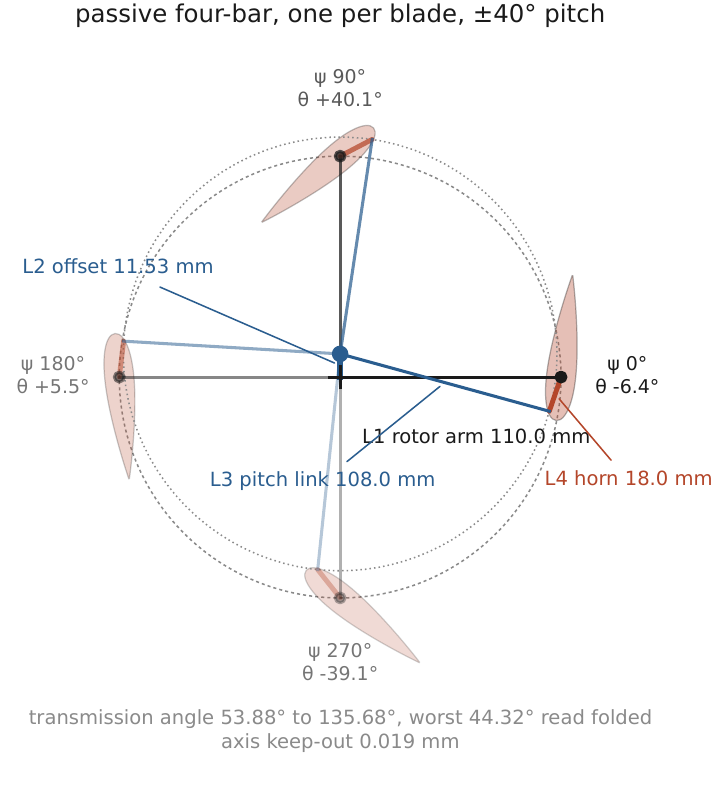 passive four-bar, one per blade, ±40° pitch
ψ 90°
θ +40.1°
L2 offset 11.53 mm
ψ 180°
θ +5.5°
ψ 0°
θ -6.4°
L1 rotor arm 110.0 mm
L3 pitch link 108.0 mm
L4 horn 18.0 mm
ψ 270°
θ -39.1°
transmission angle 53.88° to 135.68°, worst 44.32° read folded
axis keep-out 0.019 mm